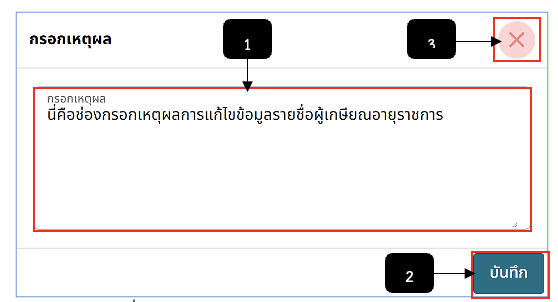 กรอกเหตุผล
1
3
กรอกเหตุผล
นี่คือช่องกรอกเหตุผลการแก้ไขข้อมูลรายชื่อผู้เกษียณอายุราชการ
2
บันทึก